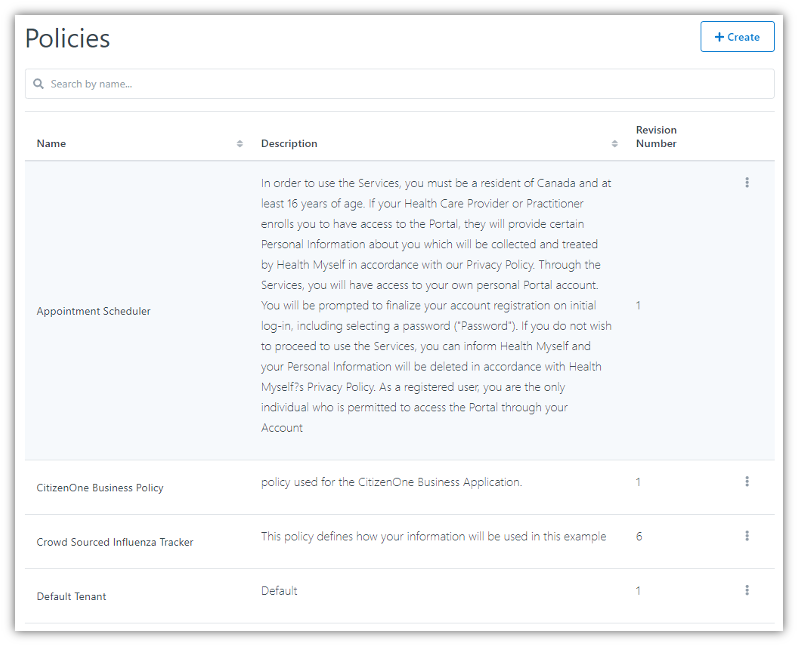 Policies
+ Create
Search by name...
Name
Description
Revision
Number
Appointment Scheduler
In order to use the Services, you must be a resident of Canada and at
least 16 years of age. If your Health Care Provider or Practitioner
enrolls you to have access to the Portal, they will provide certain
Personal Information about you which will be collected and treated
by Health Myself in accordance with our Privacy Policy. Through the
Services, you will have access to your own personal Portal account.
You will be prompted to finalize your account registration on initial
log-in, including selecting a password ("Password"). If you do not wish
to proceed to use the Services, you can inform Health Myself and
your Personal Information will be deleted in accordance with Health
Myself?s Privacy Policy. As a registered user, you are the only
individual who is permitted to access the Portal through your
Account
1
CitizenOne Business Policy
policy used for the CitizenOne Business Application.
1
Crowd Sourced Influenza Tracker
This policy defines how your information will be used in this example
6
Default Tenant
Default
1